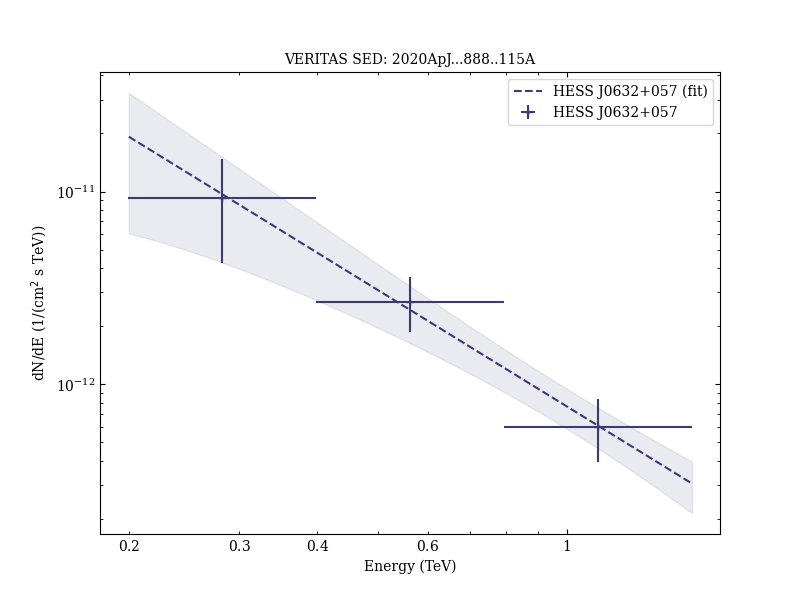 VERITAS SED: 2020ApJ...888..115A
HESS J0632+057 (fit)
HESS J0632+057
dN/dE (1/(cm² s TeV))
10⁻¹¹
10⁻¹²
0.2 0.3 0.4 0.6 1
Energy (TeV)